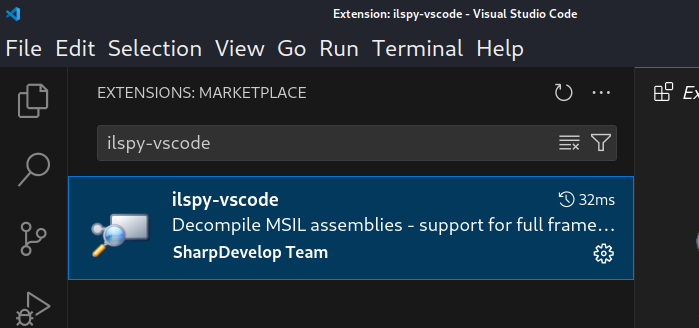 Extension: ilspy-vscode - Visual Studio Code
File Edit Selection View Go Run Terminal Help
EXTENSIONS: MARKETPLACE
Ex
ilspy-vscode
ilspy-vscode 32ms
Decompile MSIL assemblies - support for full frame...
SharpDevelop Team